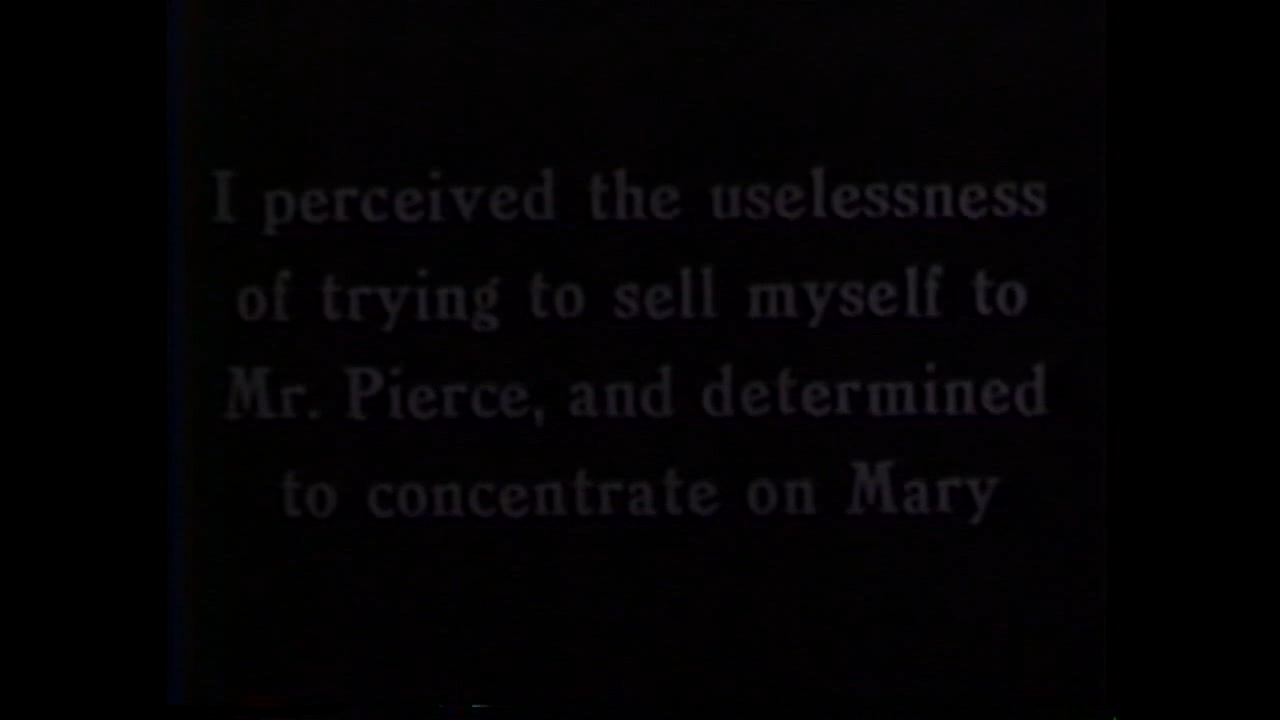 I perceived the uselessness
of trying to sell myself to
Mr. Pierce, and determined
to concentrate on Mary